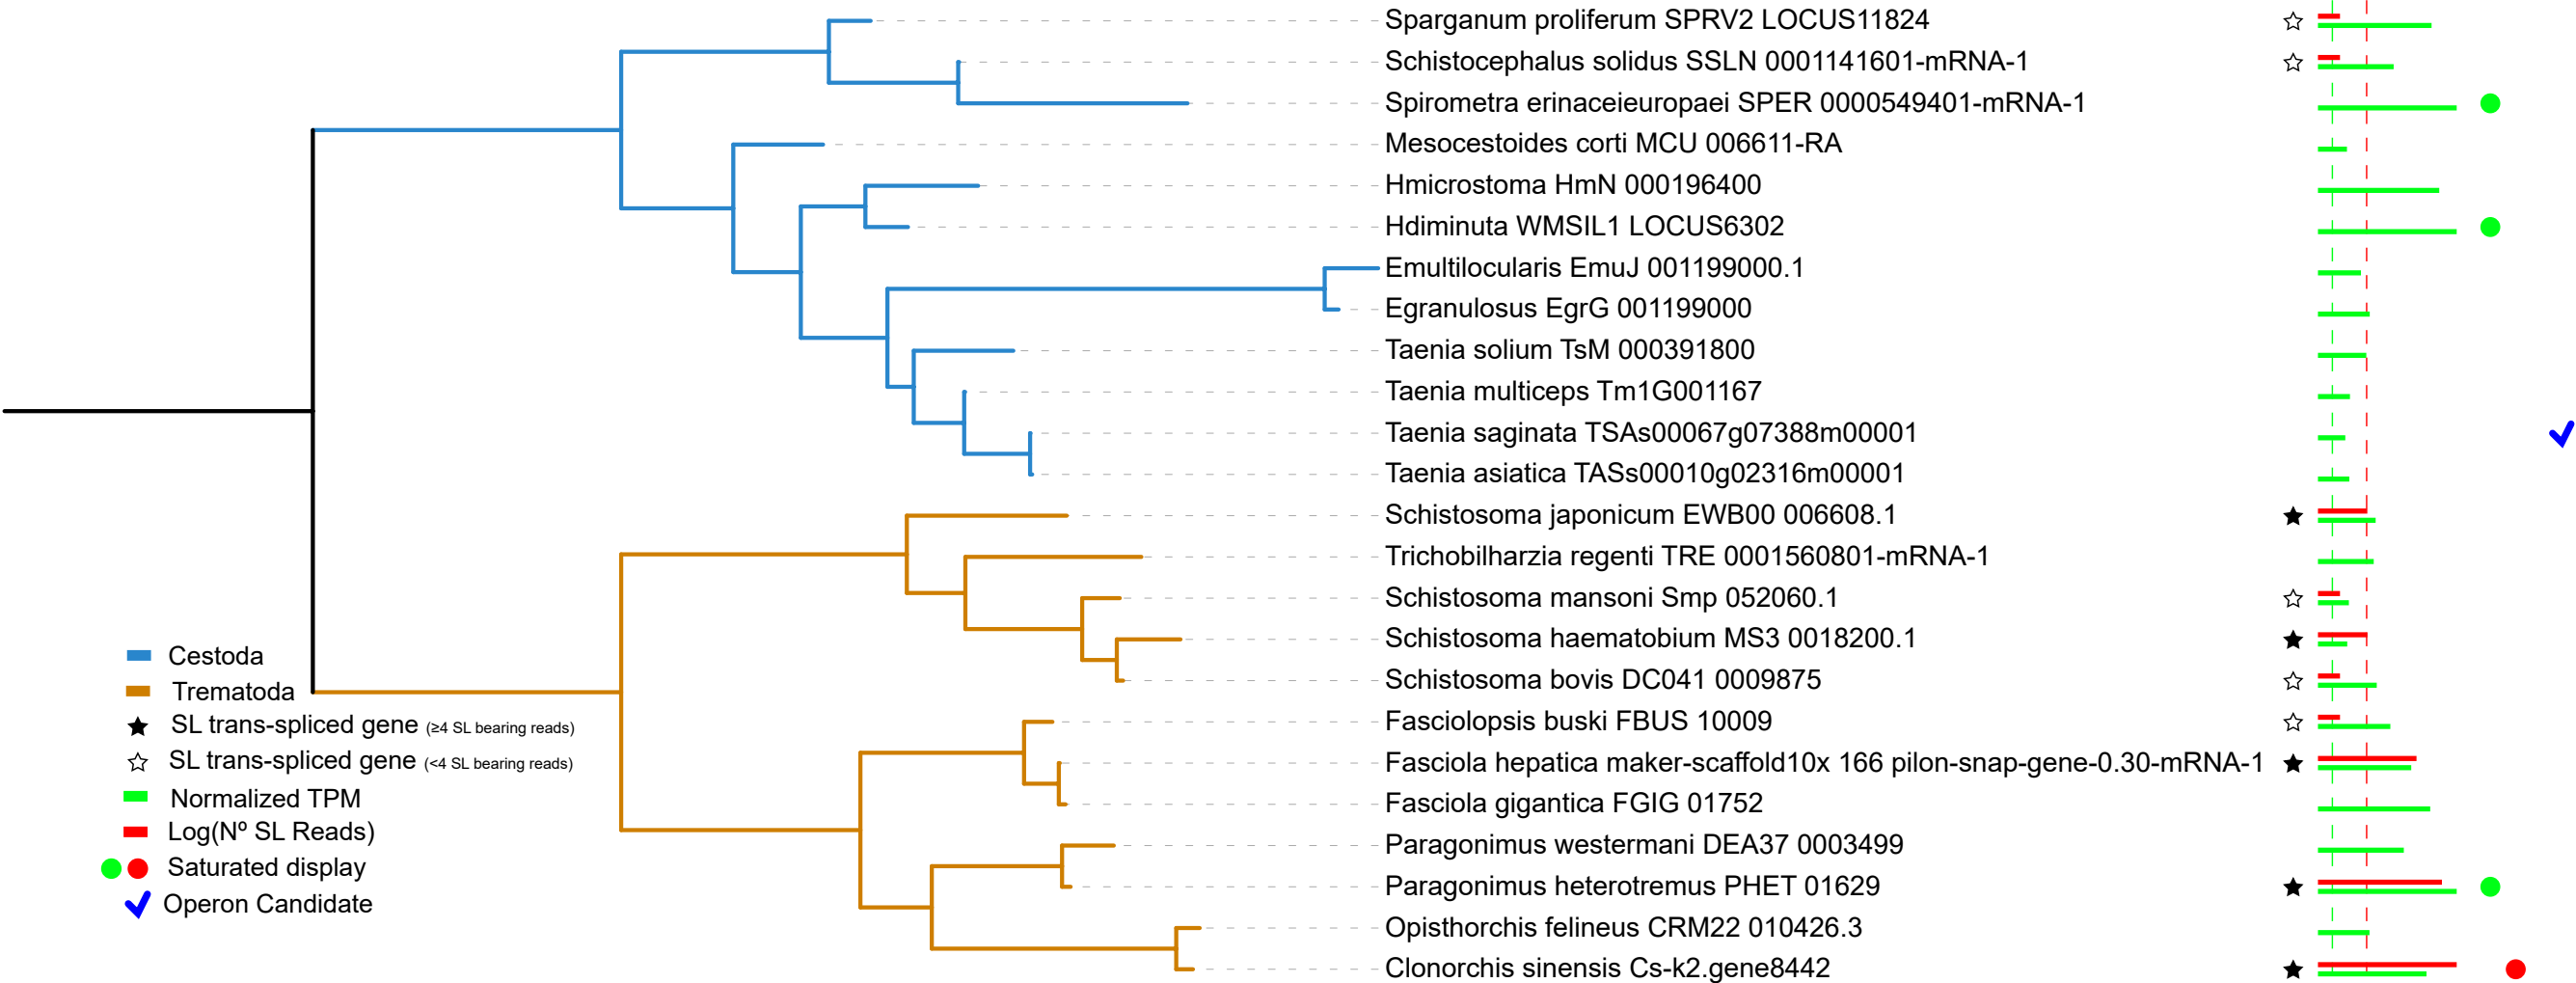 Sparganum proliferum SPRV2 LOCUS11824
Schistocephalus solidus SSLN 0001141601-mRNA-1
Spirometra erinaceieuropaei SPER 0000549401-mRNA-1
Mesocestoides corti MCU 006611-RA
Hmicrostoma HmN 000196400
Hdiminuta WMSIL1 LOCUS6302
Emultilocularis EmuJ 001199000.1
Egranulosus EgrG 001199000
Taenia solium TsM 000391800
Taenia multiceps Tm1G001167
Taenia saginata TSAs00067g07388m00001
Taenia asiatica TASs00010g02316m00001
Schistosoma japonicum EWB00 006608.1
Trichobilharzia regenti TRE 0001560801-mRNA-1
Schistosoma mansoni Smp 052060.1
Schistosoma haematobium MS3 0018200.1
Schistosoma bovis DC041 0009875
Fasciolopsis buski FBUS 10009
Fasciola hepatica maker-scaffold10x 166 pilon-snap-gene-0.30-mRNA-1
Fasciola gigantica FGIG 01752
Paragonimus westermani DEA37 0003499
Paragonimus heterotremus PHET 01629
Opisthorchis felineus CRM22 010426.3
Clonorchis sinensis Cs-k2.gene8442
Cestoda
Trematoda
SL trans-spliced gene (≥4 SL bearing reads)
SL trans-spliced gene (<4 SL bearing reads)
Normalized TPM
Log(Nº SL Reads)
Saturated display
Operon Candidate